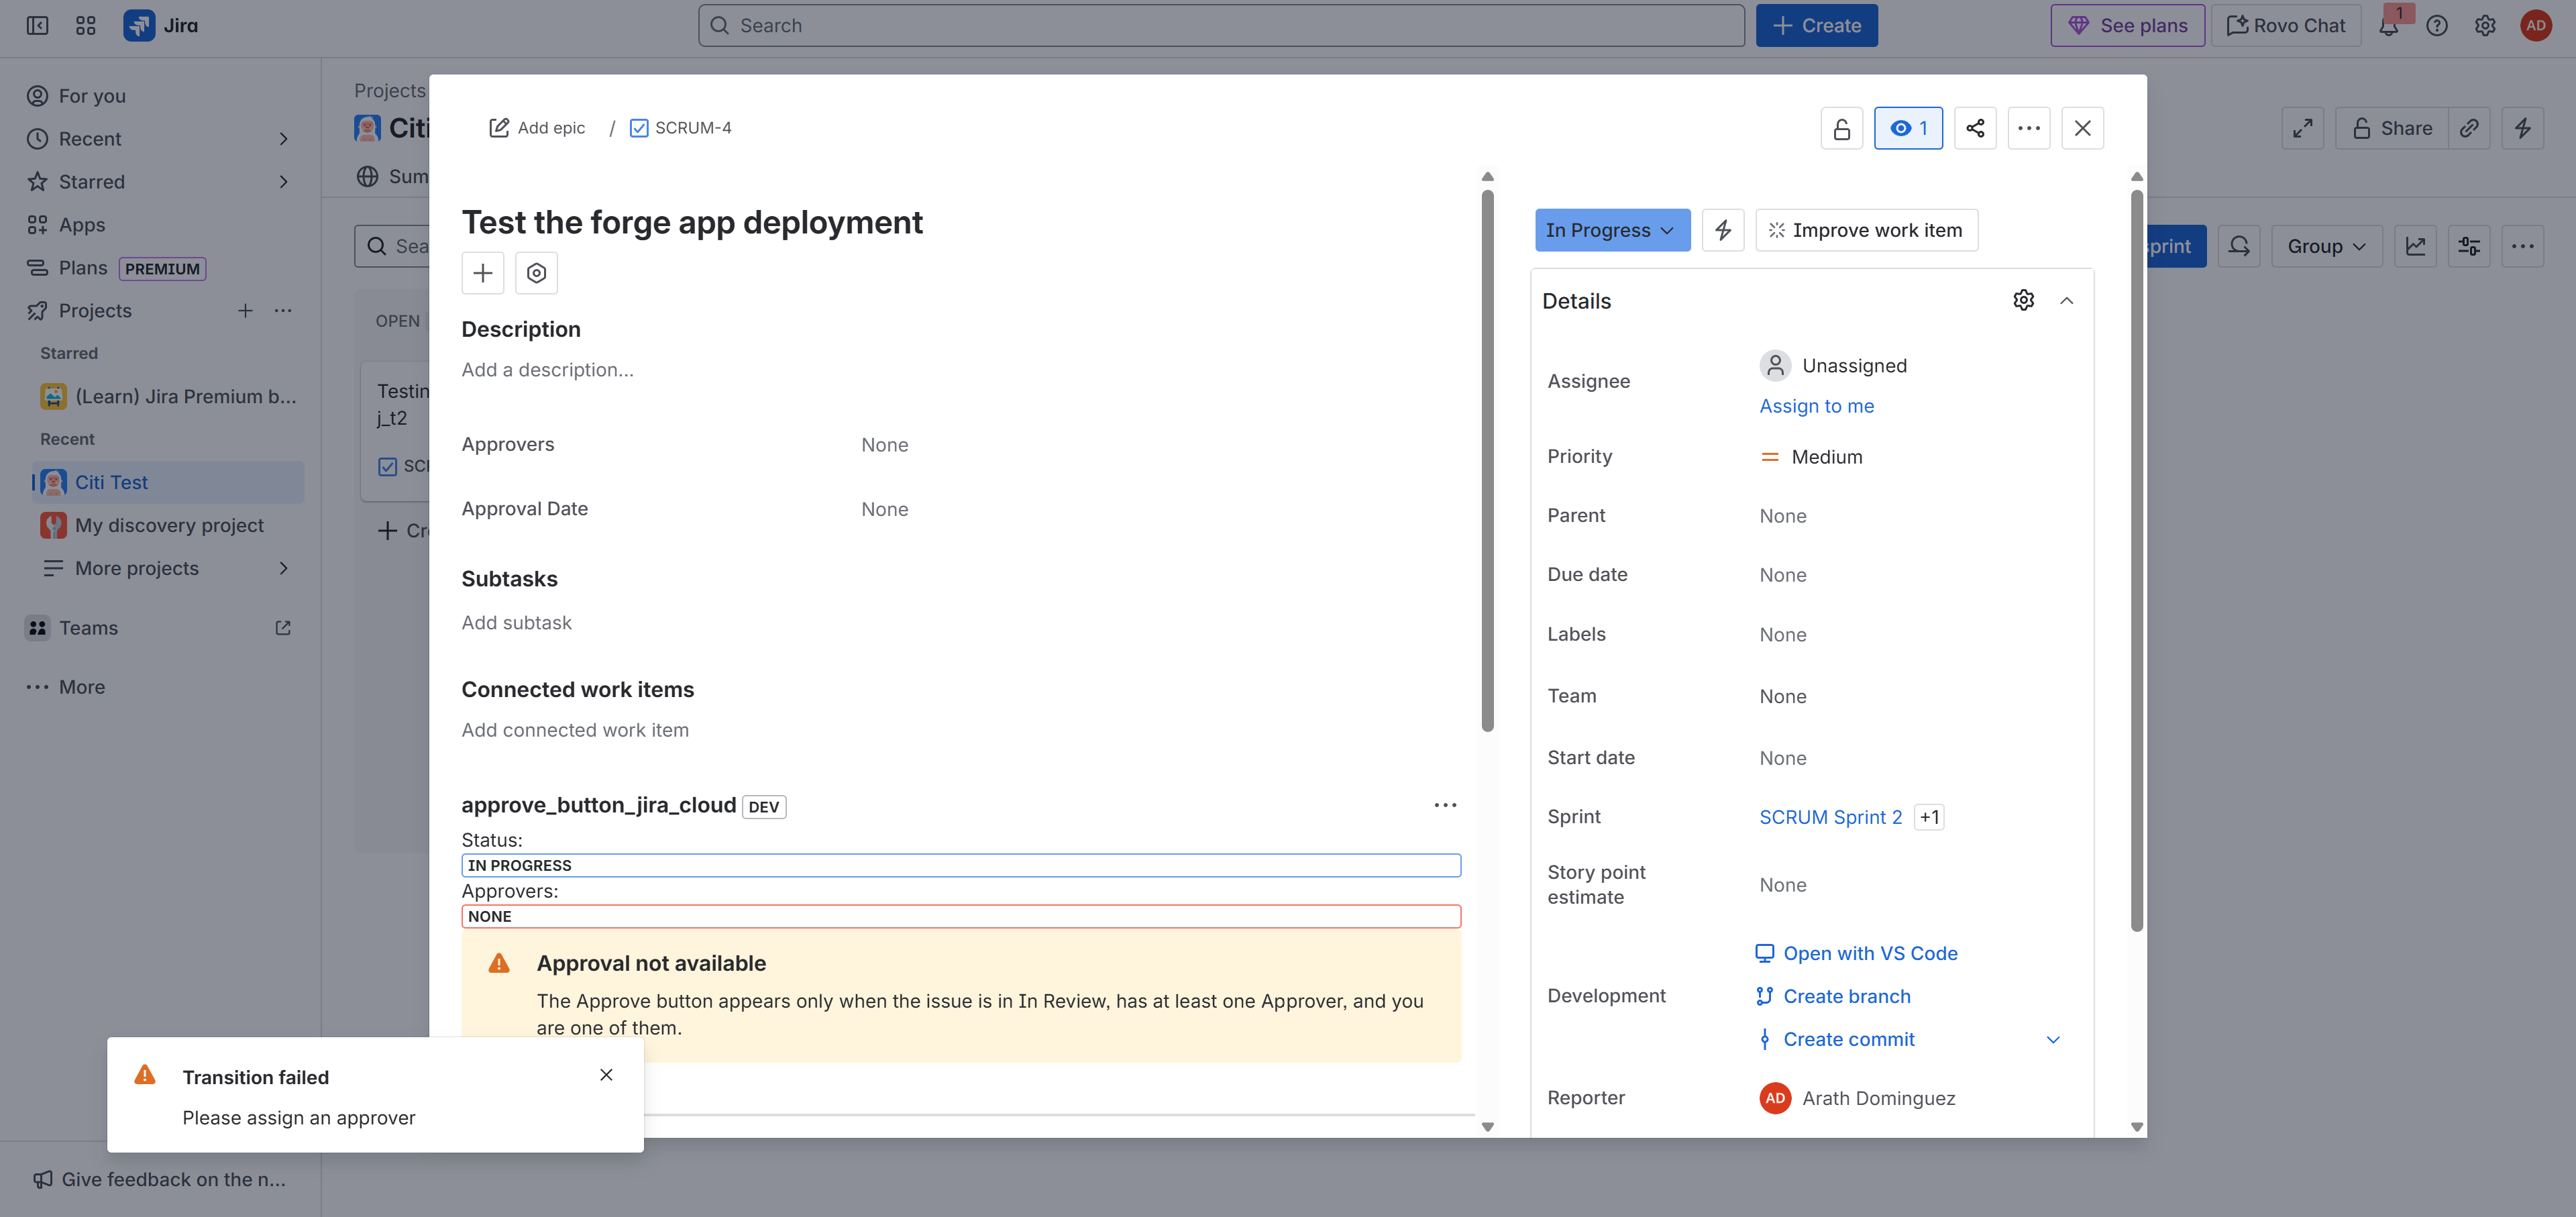 Jira
Search
Create
See plans
Rovo Chat
1
AD
For you
Recent
Starred
Apps
Plans PREMIUM
Projects
Starred
(Learn) Jira Premium b...
Recent
Citi Test
My discovery project
More projects
Teams
More
Give feedback on the n...
Projects
Citi
Sum
Sea
OPEN
Testin
j_t2
SCR
Cr
Share
print
Group
Add epic / SCRUM-4
1
Test the forge app deployment
Description
Add a description...
Approvers None
Approval Date None
Subtasks
Add subtask
Connected work items
Add connected work item
approve_button_jira_cloud DEV
Status:
IN PROGRESS
Approvers:
NONE
Approval not available
The Approve button appears only when the issue is in In Review, has at least one Approver, and you
are one of them.
In Progress
Improve work item
Details
Assignee Unassigned
Assign to me
Priority Medium
Parent None
Due date None
Labels None
Team None
Start date None
Sprint SCRUM Sprint 2 +1
Story point
estimate None
Development
Open with VS Code
Create branch
Create commit
Reporter AD Arath Dominguez
Transition failed
Please assign an approver